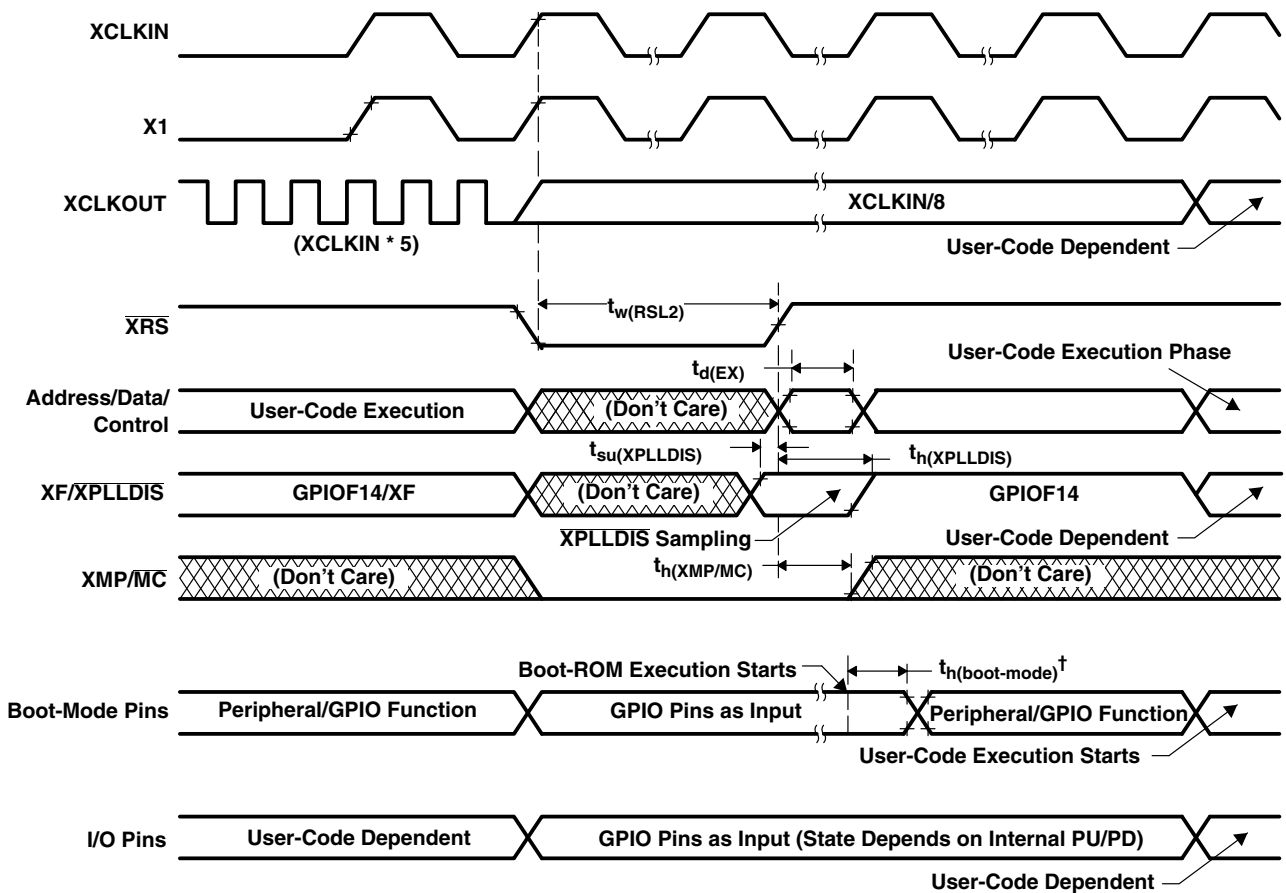 XCLKIN
X1
XCLKOUT
XCLKIN/8
(XCLKIN * 5)
User-Code Dependent
tw(RSL2)
XRS
User-Code Execution Phase
td(EX)
Address/Data/
Control
User-Code Execution
(Don't Care)
tsu(XPLLDIS)
th(XPLLDIS)
XF/XPLLDIS
GPIOF14/XF
(Don't Care)
GPIOF14
XPLLDIS Sampling
User-Code Dependent
XMP/MC
(Don't Care)
th(XMP/MC)
(Don't Care)
Boot-ROM Execution Starts
th(boot-mode)†
Boot-Mode Pins
Peripheral/GPIO Function
GPIO Pins as Input
Peripheral/GPIO Function
User-Code Execution Starts
I/O Pins
User-Code Dependent
GPIO Pins as Input (State Depends on Internal PU/PD)
User-Code Dependent